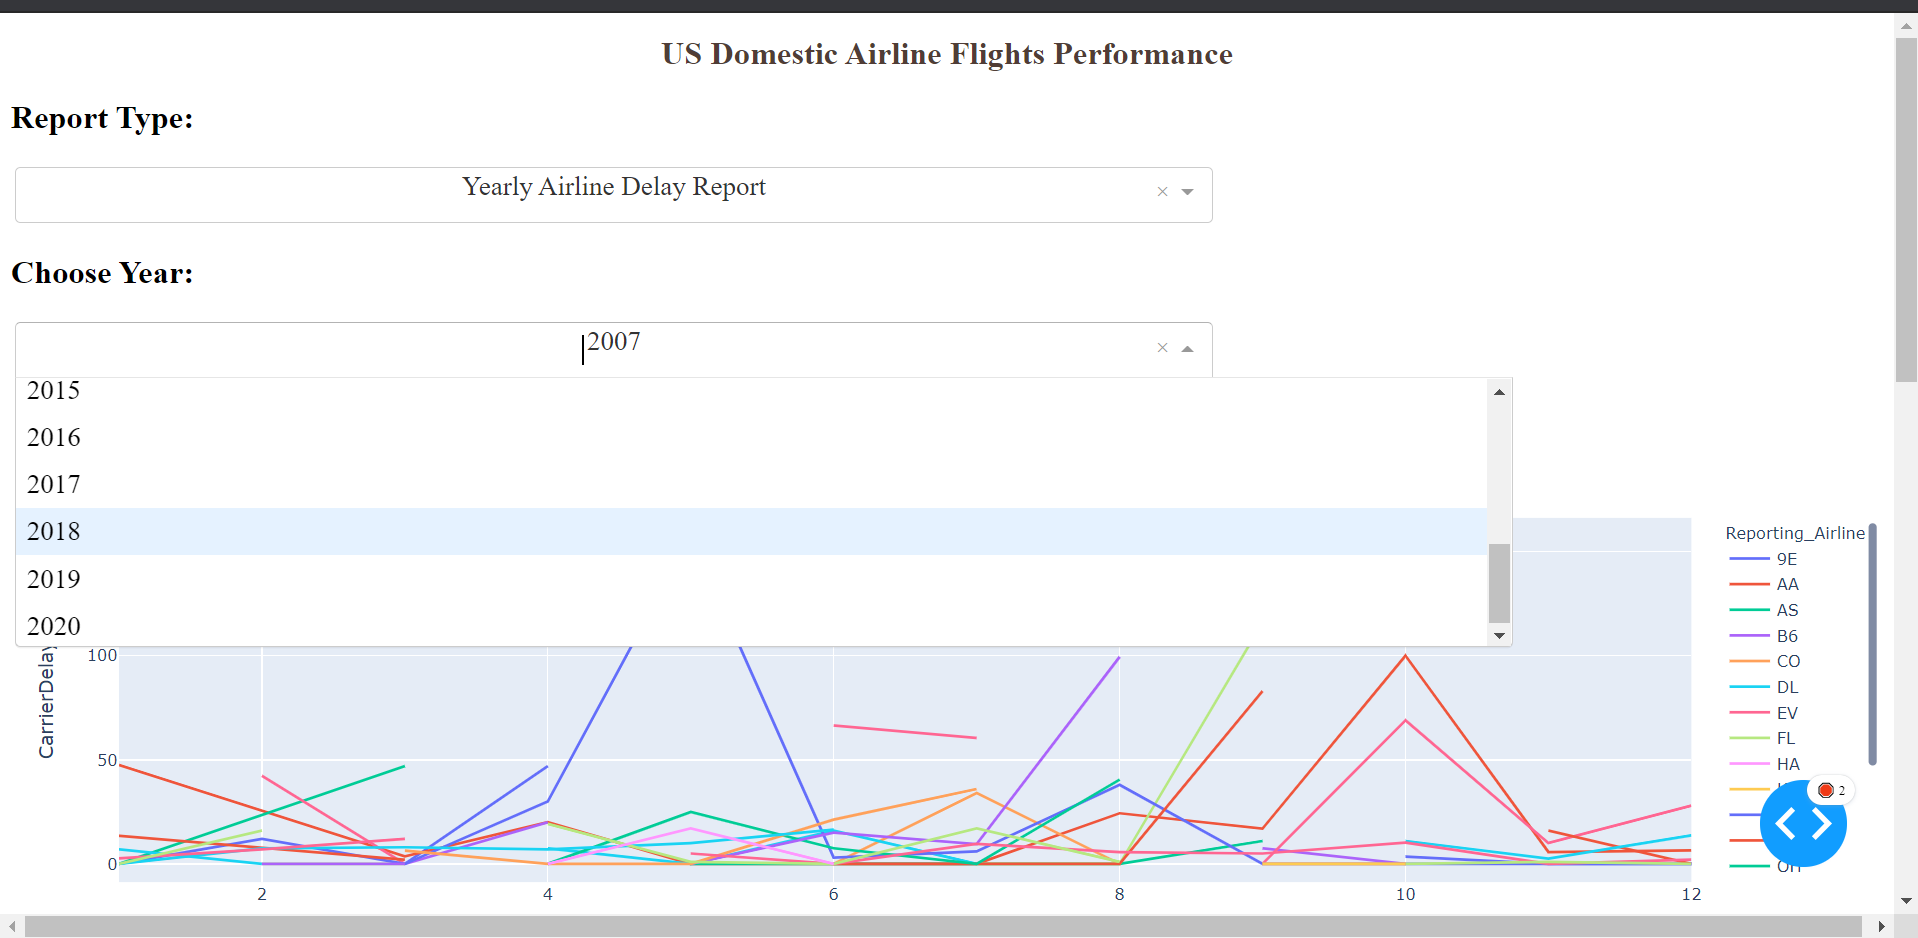 US Domestic Airline Flights Performance
Report Type:
Yearly Airline Delay Report
Choose Year:
2007
2015
2016
2017
2018
2019
2020
CarrierDelay
100
50
0
2
4
6
8
10
12
Reporting_Airline
9E
AA
AS
B6
CO
DL
EV
FL
HA
2